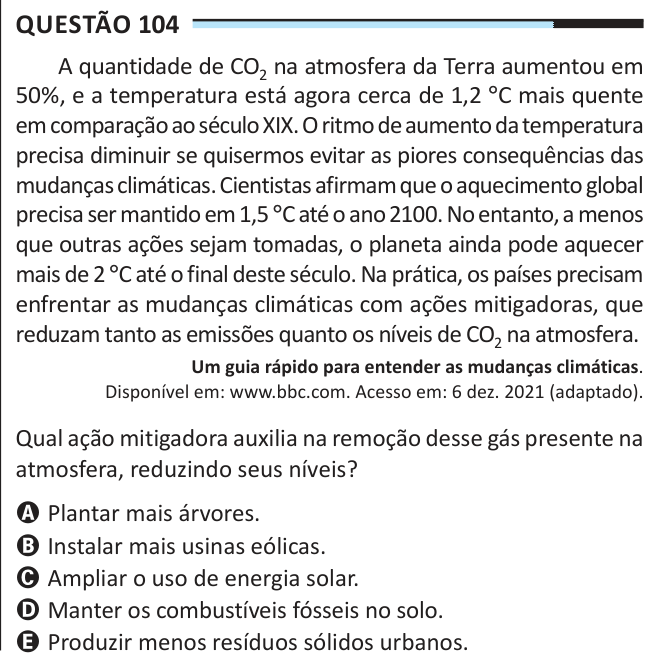 QUESTÃO 104
A quantidade de CO₂ na atmosfera da Terra aumentou em
50%, e a temperatura está agora cerca de 1,2 °C mais quente
em comparação ao século XIX. O ritmo de aumento da temperatura
precisa diminuir se quisermos evitar as piores consequências das
mudanças climáticas. Cientistas afirmam que o aquecimento global
precisa ser mantido em 1,5 °C até o ano 2100. No entanto, a menos
que outras ações sejam tomadas, o planeta ainda pode aquecer
mais de 2 °C até o final deste século. Na prática, os países precisam
enfrentar as mudanças climáticas com ações mitigadoras, que
reduzam tanto as emissões quanto os níveis de CO₂ na atmosfera.
Um guia rápido para entender as mudanças climáticas.
Disponível em: www.bbc.com. Acesso em: 6 dez. 2021 (adaptado).
Qual ação mitigadora auxilia na remoção desse gás presente na
atmosfera, reduzindo seus níveis?
A Plantar mais árvores.
B Instalar mais usinas eólicas.
C Ampliar o uso de energia solar.
D Manter os combustíveis fósseis no solo.
E Produzir menos resíduos sólidos urbanos.